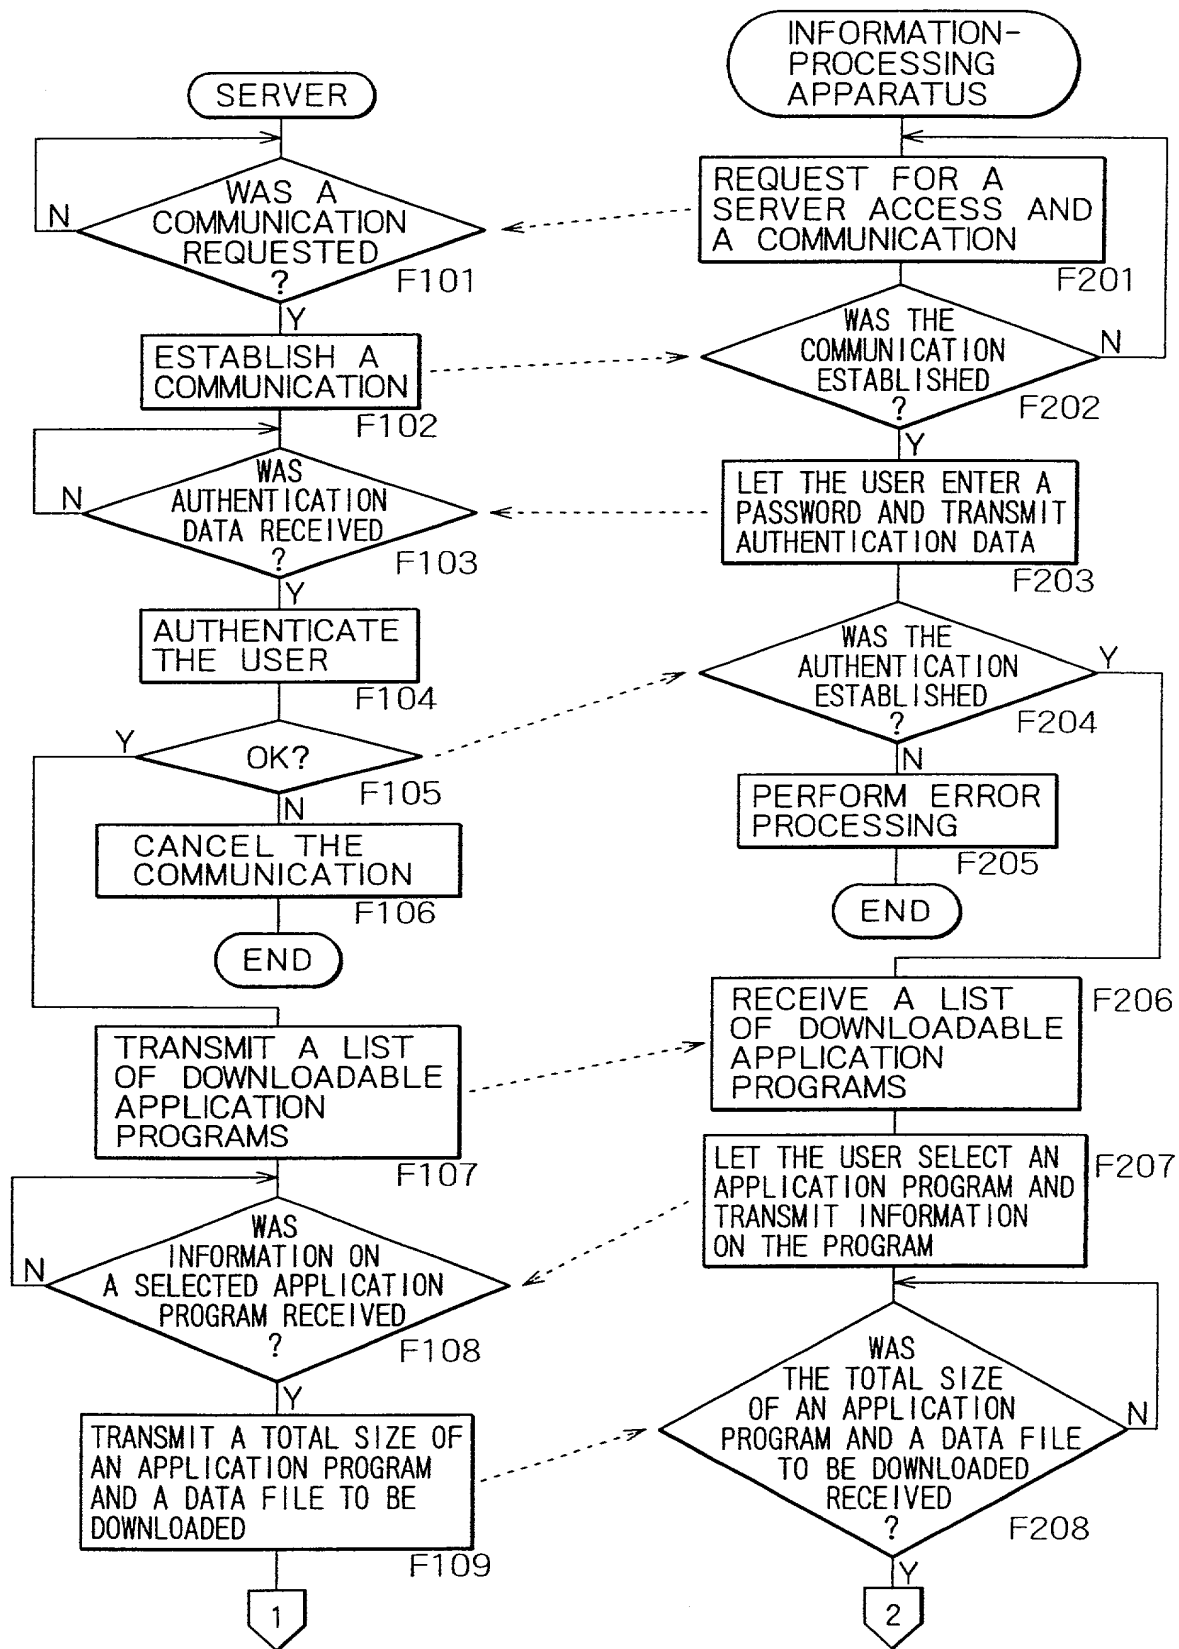 SERVER
WAS A
COMMUNICATION
REQUESTED
?
F101
N
Y
ESTABLISH A
COMMUNICATION
F102
WAS
AUTHENTICATION
DATA RECEIVED
?
F103
N
Y
AUTHENTICATE
THE USER
F104
OK?
F105
Y
N
CANCEL THE
COMMUNICATION
F106
END
TRANSMIT A LIST
OF DOWNLOADABLE
APPLICATION
PROGRAMS
F107
WAS
INFORMATION ON
A SELECTED APPLICATION
PROGRAM RECEIVED
?
F108
N
Y
TRANSMIT A TOTAL SIZE OF
AN APPLICATION PROGRAM
AND A DATA FILE TO BE
DOWNLOADED
F109
1
INFORMATION-
PROCESSING
APPARATUS
REQUEST FOR A
SERVER ACCESS AND
A COMMUNICATION
F201
WAS THE
COMMUNICATION
ESTABLISHED
?
F202
N
Y
LET THE USER ENTER A
PASSWORD AND TRANSMIT
AUTHENTICATION DATA
F203
WAS THE
AUTHENTICATION
ESTABLISHED
?
F204
Y
N
PERFORM ERROR
PROCESSING
F205
END
RECEIVE A LIST
OF DOWNLOADABLE
APPLICATION
PROGRAMS
F206
LET THE USER SELECT AN
APPLICATION PROGRAM AND
TRANSMIT INFORMATION
ON THE PROGRAM
F207
WAS
THE TOTAL SIZE
OF AN APPLICATION
PROGRAM AND A DATA FILE
TO BE DOWNLOADED
RECEIVED
?
F208
N
Y
2